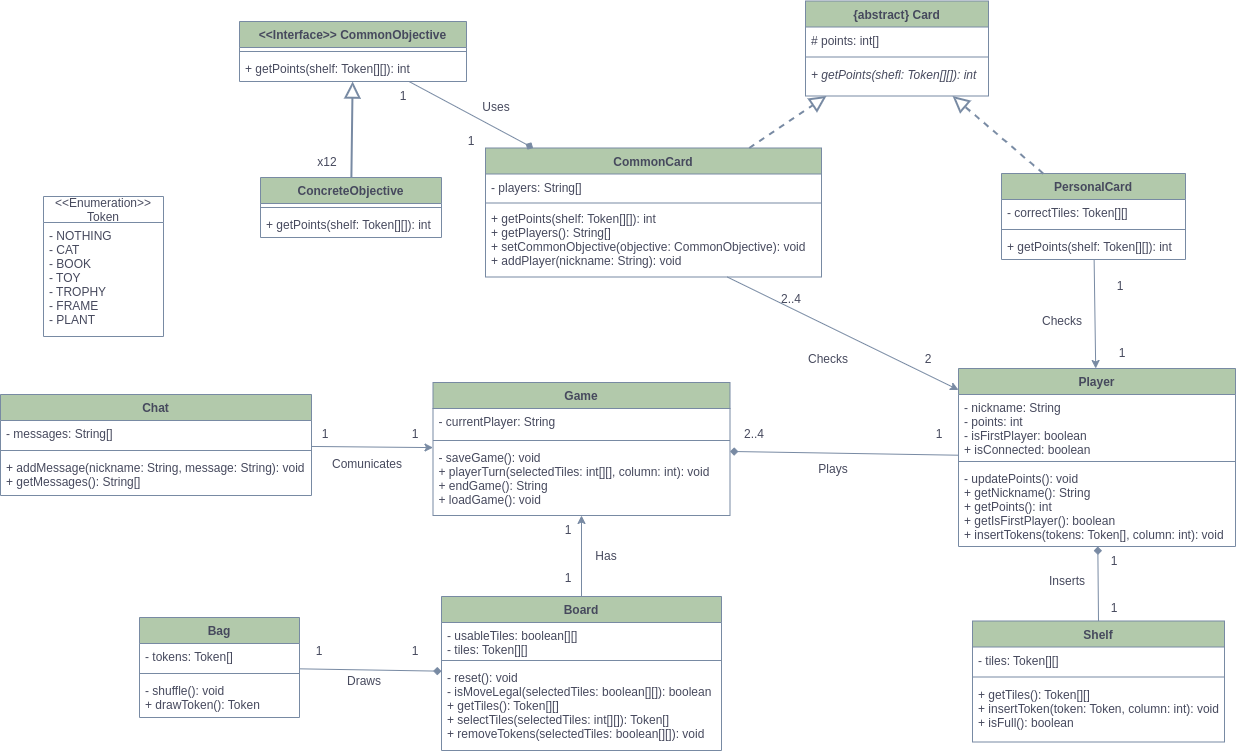 {abstract} Card
# points: int[]
+ getPoints(shefl: Token[][]): int
<<Interface>> CommonObjective
+ getPoints(shelf: Token[][]): int
1
Uses
1
x12
ConcreteObjective
+ getPoints(shelf: Token[][]): int
CommonCard
- players: String[]
+ getPoints(shelf: Token[][]): int
+ getPlayers(): String[]
+ setCommonObjective(objective: CommonObjective): void
+ addPlayer(nickname: String): void
PersonalCard
- correctTiles: Token[][]
+ getPoints(shelf: Token[][]): int
<<Enumeration>>
Token
- NOTHING
- CAT
- BOOK
- TOY
- TROPHY
- FRAME
- PLANT
2..4
Checks
2
1
Checks
1
Chat
- messages: String[]
+ addMessage(nickname: String, message: String): void
+ getMessages(): String[]
1
1
Comunicates
Game
- currentPlayer: String
- saveGame(): void
+ playerTurn(selectedTiles: int[][], column: int): void
+ endGame(): String
+ loadGame(): void
2..4
1
Plays
Player
- nickname: String
- points: int
- isFirstPlayer: boolean
+ isConnected: boolean
- updatePoints(): void
+ getNickname(): String
+ getPoints(): int
+ getIsFirstPlayer(): boolean
+ insertTokens(tokens: Token[], column: int): void
1
Has
1
1
Inserts
1
Bag
- tokens: Token[]
- shuffle(): void
+ drawToken(): Token
1
1
Draws
Board
- usableTiles: boolean[][]
- tiles: Token[][]
- reset(): void
- isMoveLegal(selectedTiles: boolean[][]): boolean
+ getTiles(): Token[][]
+ selectTiles(selectedTiles: int[][]): Token[]
+ removeTokens(selectedTiles: boolean[][]): void
Shelf
- tiles: Token[][]
+ getTiles(): Token[][]
+ insertToken(token: Token, column: int): void
+ isFull(): boolean